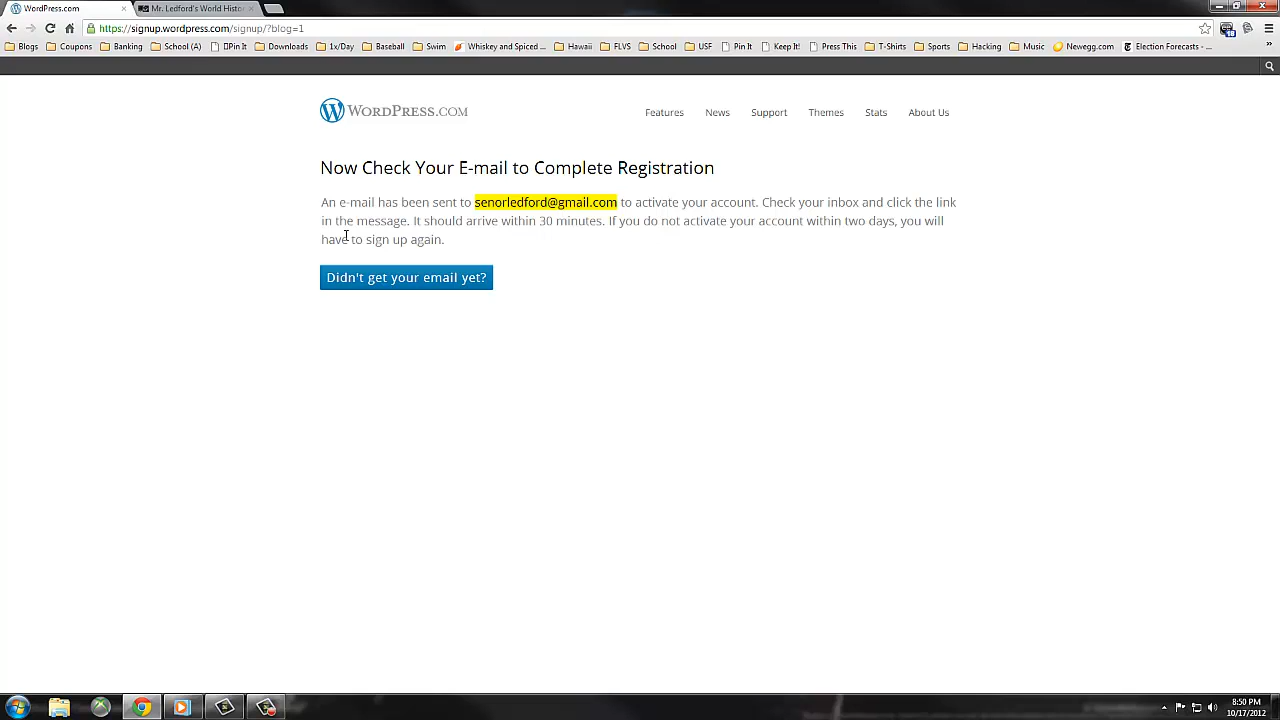 WordPress.com
Mr. Ledford's World Histo
https://signup.wordpress.com/signup/?blog=1
Blogs Coupons Banking School (A) Pin It Downloads 1x/Day Baseball Swim Whiskey and Spiced ... Hawaii FLVS School USF Pin It Keep It! Press This T-Shirts Sports Hacking Music Newegg.com Election Forecasts - ...
WORDPRESS.COM
Features News Support Themes Stats About Us
Now Check Your E-mail to Complete Registration
An e-mail has been sent to senorledford@gmail.com to activate your account. Check your inbox and click the link
in the message. It should arrive within 30 minutes. If you do not activate your account within two days, you will
have to sign up again.
Didn't get your email yet?
8:50 PM
10/17/2012